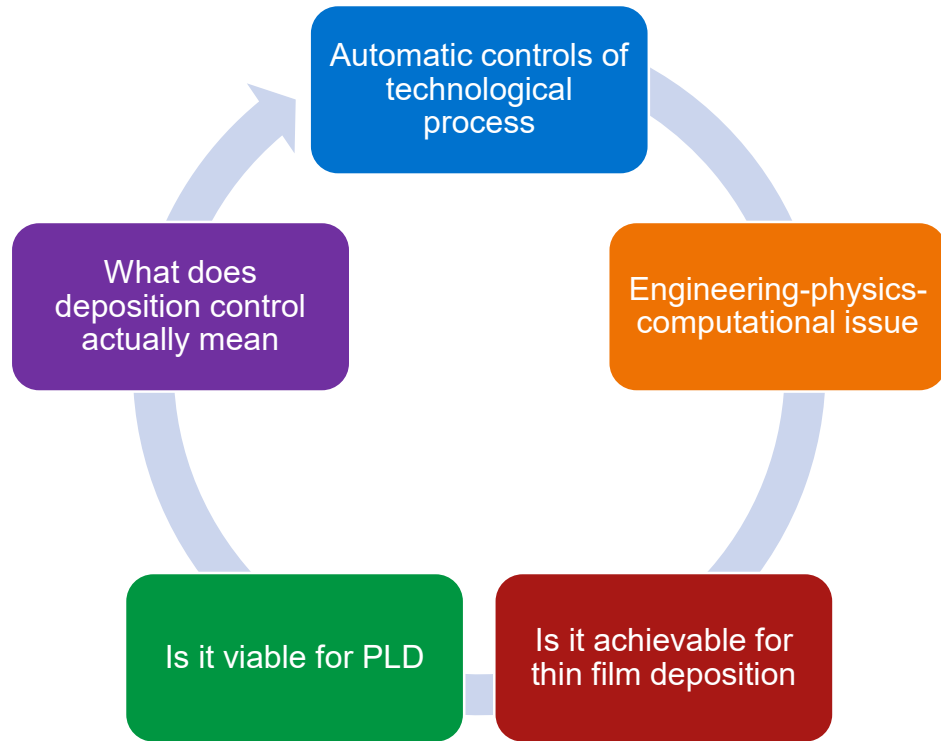 Automatic controls of
technological
process
Engineering-physics-
computational issue
Is it achievable for
thin film deposition
Is it viable for PLD
What does
deposition control
actually mean